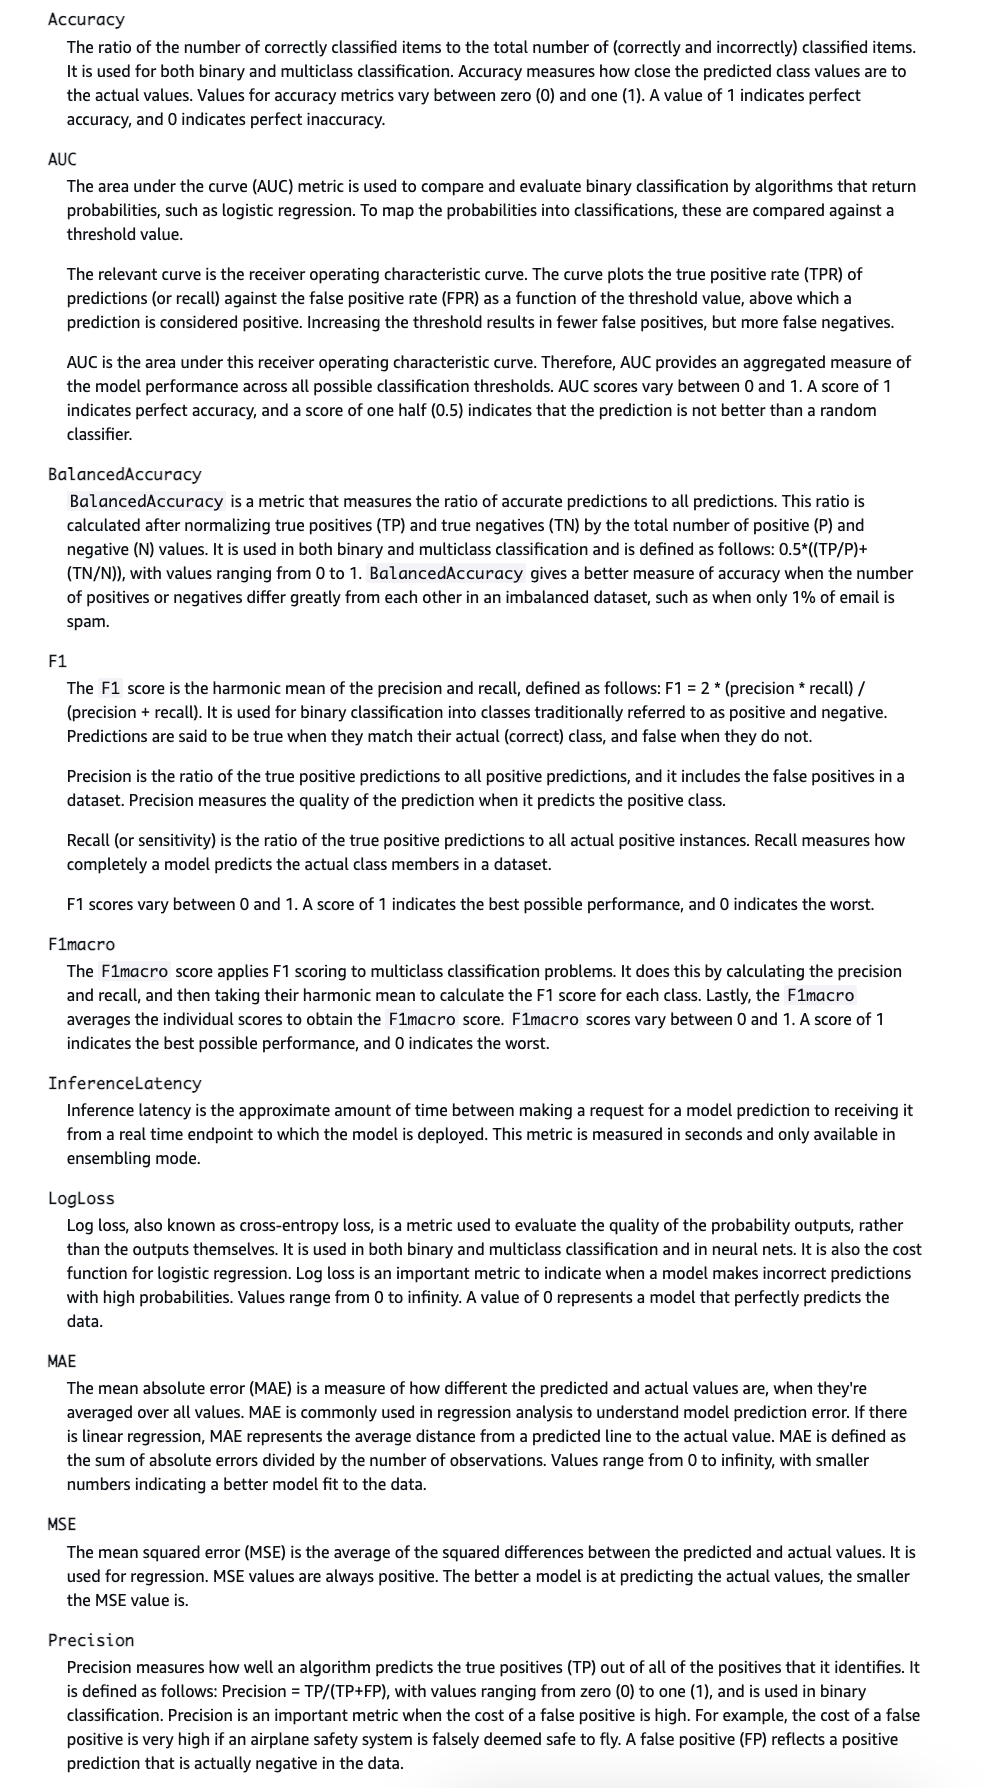 Accuracy
The ratio of the number of correctly classified items to the total number of (correctly and incorrectly) classified items.
It is used for both binary and multiclass classification. Accuracy measures how close the predicted class values are to
the actual values. Values for accuracy metrics vary between zero (0) and one (1). A value of 1 indicates perfect
accuracy, and 0 indicates perfect inaccuracy.
AUC
The area under the curve (AUC) metric is used to compare and evaluate binary classification by algorithms that return
probabilities, such as logistic regression. To map the probabilities into classifications, these are compared against a
threshold value.
The relevant curve is the receiver operating characteristic curve. The curve plots the true positive rate (TPR) of
predictions (or recall) against the false positive rate (FPR) as a function of the threshold value, above which a
prediction is considered positive. Increasing the threshold results in fewer false positives, but more false negatives.
AUC is the area under this receiver operating characteristic curve. Therefore, AUC provides an aggregated measure of
the model performance across all possible classification thresholds. AUC scores vary between 0 and 1. A score of 1
indicates perfect accuracy, and a score of one half (0.5) indicates that the prediction is not better than a random
classifier.
BalancedAccuracy
BalancedAccuracy is a metric that measures the ratio of accurate predictions to all predictions. This ratio is
calculated after normalizing true positives (TP) and true negatives (TN) by the total number of positive (P) and
negative (N) values. It is used in both binary and multiclass classification and is defined as follows: 0.5*((TP/P)+
(TN/N)), with values ranging from 0 to 1. BalancedAccuracy gives a better measure of accuracy when the number
of positives or negatives differ greatly from each other in an imbalanced dataset, such as when only 1% of email is
spam.
F1
The F1 score is the harmonic mean of the precision and recall, defined as follows: F1 = 2 * (precision * recall) /
(precision + recall). It is used for binary classification into classes traditionally referred to as positive and negative.
Predictions are said to be true when they match their actual (correct) class, and false when they do not.
Precision is the ratio of the true positive predictions to all positive predictions, and it includes the false positives in a
dataset. Precision measures the quality of the prediction when it predicts the positive class.
Recall (or sensitivity) is the ratio of the true positive predictions to all actual positive instances. Recall measures how
completely a model predicts the actual class members in a dataset.
F1 scores vary between 0 and 1. A score of 1 indicates the best possible performance, and 0 indicates the worst.
F1macro
The F1macro score applies F1 scoring to multiclass classification problems. It does this by calculating the precision
and recall, and then taking their harmonic mean to calculate the F1 score for each class. Lastly, the F1macro
averages the individual scores to obtain the F1macro score. F1macro scores vary between 0 and 1. A score of 1
indicates the best possible performance, and 0 indicates the worst.
InferenceLatency
Inference latency is the approximate amount of time between making a request for a model prediction to receiving it
from a real time endpoint to which the model is deployed. This metric is measured in seconds and only available in
ensembling mode.
LogLoss
Log loss, also known as cross-entropy loss, is a metric used to evaluate the quality of the probability outputs, rather
than the outputs themselves. It is used in both binary and multiclass classification and in neural nets. It is also the cost
function for logistic regression. Log loss is an important metric to indicate when a model makes incorrect predictions
with high probabilities. Values range from 0 to infinity. A value of 0 represents a model that perfectly predicts the
data.
MAE
The mean absolute error (MAE) is a measure of how different the predicted and actual values are, when they're
averaged over all values. MAE is commonly used in regression analysis to understand model prediction error. If there
is linear regression, MAE represents the average distance from a predicted line to the actual value. MAE is defined as
the sum of absolute errors divided by the number of observations. Values range from 0 to infinity, with smaller
numbers indicating a better model fit to the data.
MSE
The mean squared error (MSE) is the average of the squared differences between the predicted and actual values. It is
used for regression. MSE values are always positive. The better a model is at predicting the actual values, the smaller
the MSE value is.
Precision
Precision measures how well an algorithm predicts the true positives (TP) out of all of the positives that it identifies. It
is defined as follows: Precision = TP/(TP+FP), with values ranging from zero (0) to one (1), and is used in binary
classification. Precision is an important metric when the cost of a false positive is high. For example, the cost of a false
positive is very high if an airplane safety system is falsely deemed safe to fly. A false positive (FP) reflects a positive
prediction that is actually negative in the data.